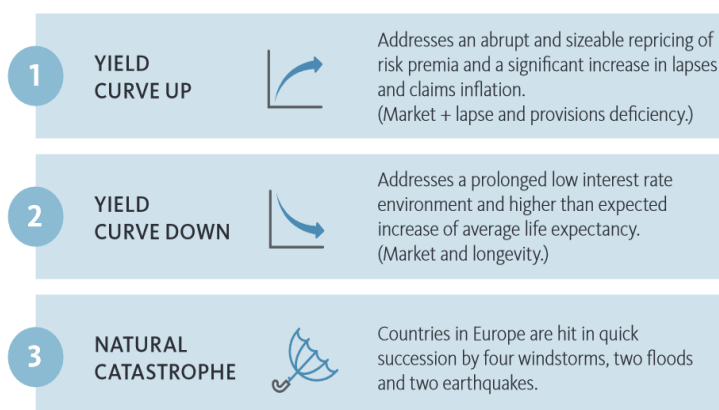 1
YIELD
CURVE UP
Addresses an abrupt and sizeable repricing of
risk premia and a significant increase in lapses
and claims inflation.
(Market + lapse and provisions deficiency.)
2
YIELD
CURVE DOWN
Addresses a prolonged low interest rate
environment and higher than expected
increase of average life expectancy.
(Market and longevity.)
3
NATURAL
CATASTROPHE
Countries in Europe are hit in quick
succession by four windstorms, two floods
and two earthquakes.